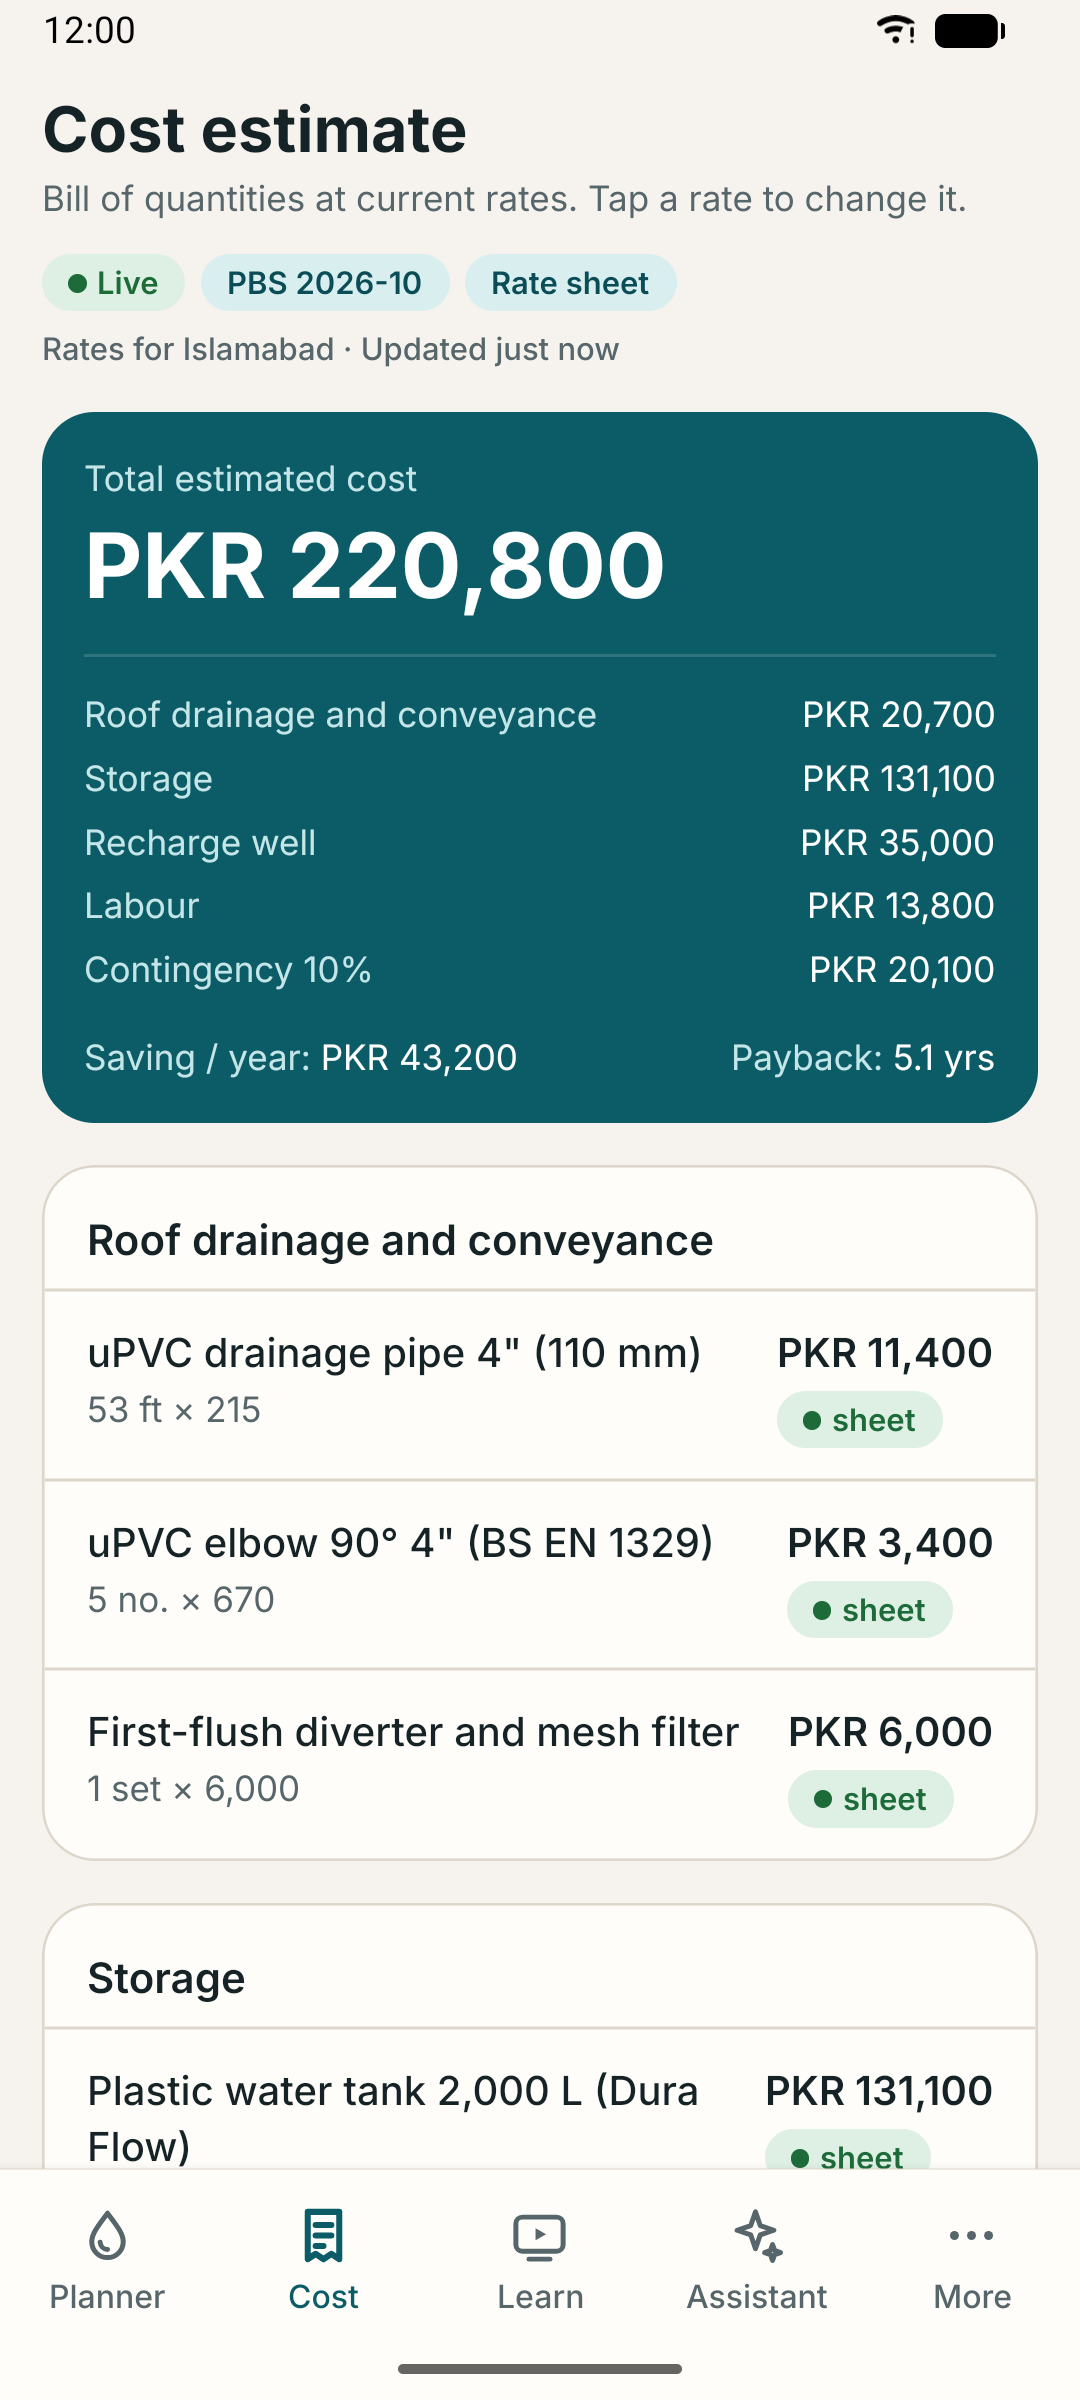 12:00
Cost estimate
Bill of quantities at current rates. Tap a rate to change it.
Live
PBS 2026-10
Rate sheet
Rates for Islamabad · Updated just now
Total estimated cost
PKR 220,800
Roof drainage and conveyance PKR 20,700
Storage PKR 131,100
Recharge well PKR 35,000
Labour PKR 13,800
Contingency 10% PKR 20,100
Saving / year: PKR 43,200 Payback: 5.1 yrs
Roof drainage and conveyance
uPVC drainage pipe 4" (110 mm) PKR 11,400
53 ft × 215 sheet
uPVC elbow 90° 4" (BS EN 1329) PKR 3,400
5 no. × 670 sheet
First-flush diverter and mesh filter PKR 6,000
1 set × 6,000 sheet
Storage
Plastic water tank 2,000 L (Dura PKR 131,100
Flow) sheet
Planner
Cost
Learn
Assistant
More